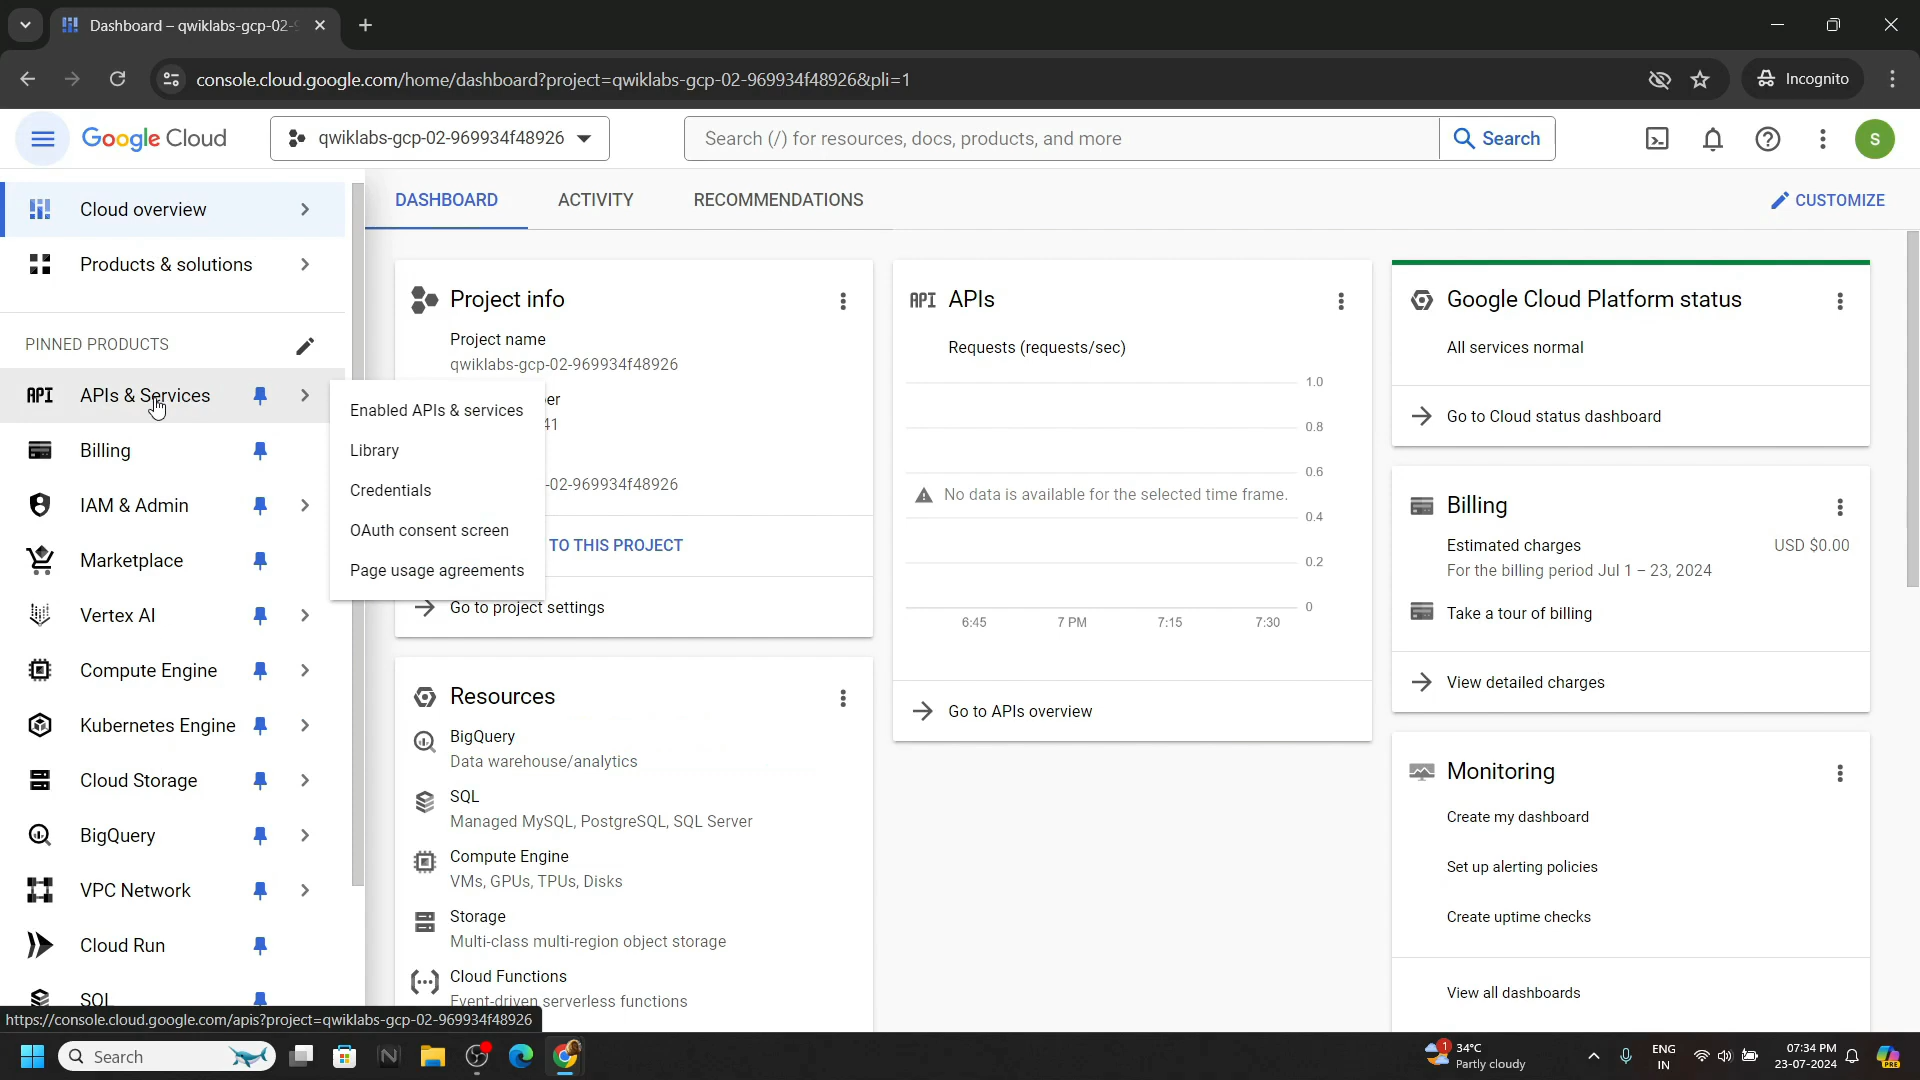 Dashboard – qwiklabs-gcp-02-
console.cloud.google.com/home/dashboard?project=qwiklabs-gcp-02-969934f48926&pli=1
Incognito
Google Cloud
qwiklabs-gcp-02-969934f48926
Search (/) for resources, docs, products, and more
Search
S
Cloud overview
Products & solutions
PINNED PRODUCTS
API APIs & Services
Billing
IAM & Admin
Marketplace
Vertex AI
Compute Engine
Kubernetes Engine
Cloud Storage
BigQuery
VPC Network
Cloud Run
SQL
Enabled APIs & services
Library
Credentials
OAuth consent screen
Page usage agreements
DASHBOARD
ACTIVITY
RECOMMENDATIONS
CUSTOMIZE
Project info
Project name
qwiklabs-gcp-02-969934f48926
er
41
-02-969934f48926
TO THIS PROJECT
Go to project settings
Resources
BigQuery
Data warehouse/analytics
SQL
Managed MySQL, PostgreSQL, SQL Server
Compute Engine
VMs, GPUs, TPUs, Disks
Storage
Multi-class multi-region object storage
Cloud Functions
Event-driven serverless functions
API APIs
Requests (requests/sec)
1.0
0.8
0.6
No data is available for the selected time frame.
0.4
0.2
0
6:45
7 PM
7:15
7:30
Go to APIs overview
Google Cloud Platform status
All services normal
Go to Cloud status dashboard
Billing
Estimated charges
USD $0.00
For the billing period Jul 1 – 23, 2024
Take a tour of billing
View detailed charges
Monitoring
Create my dashboard
Set up alerting policies
Create uptime checks
View all dashboards
https://console.cloud.google.com/apis?project=qwiklabs-gcp-02-969934f48926
Search
1
34°C
Partly cloudy
ENG
IN
07:34 PM
23-07-2024
PRE